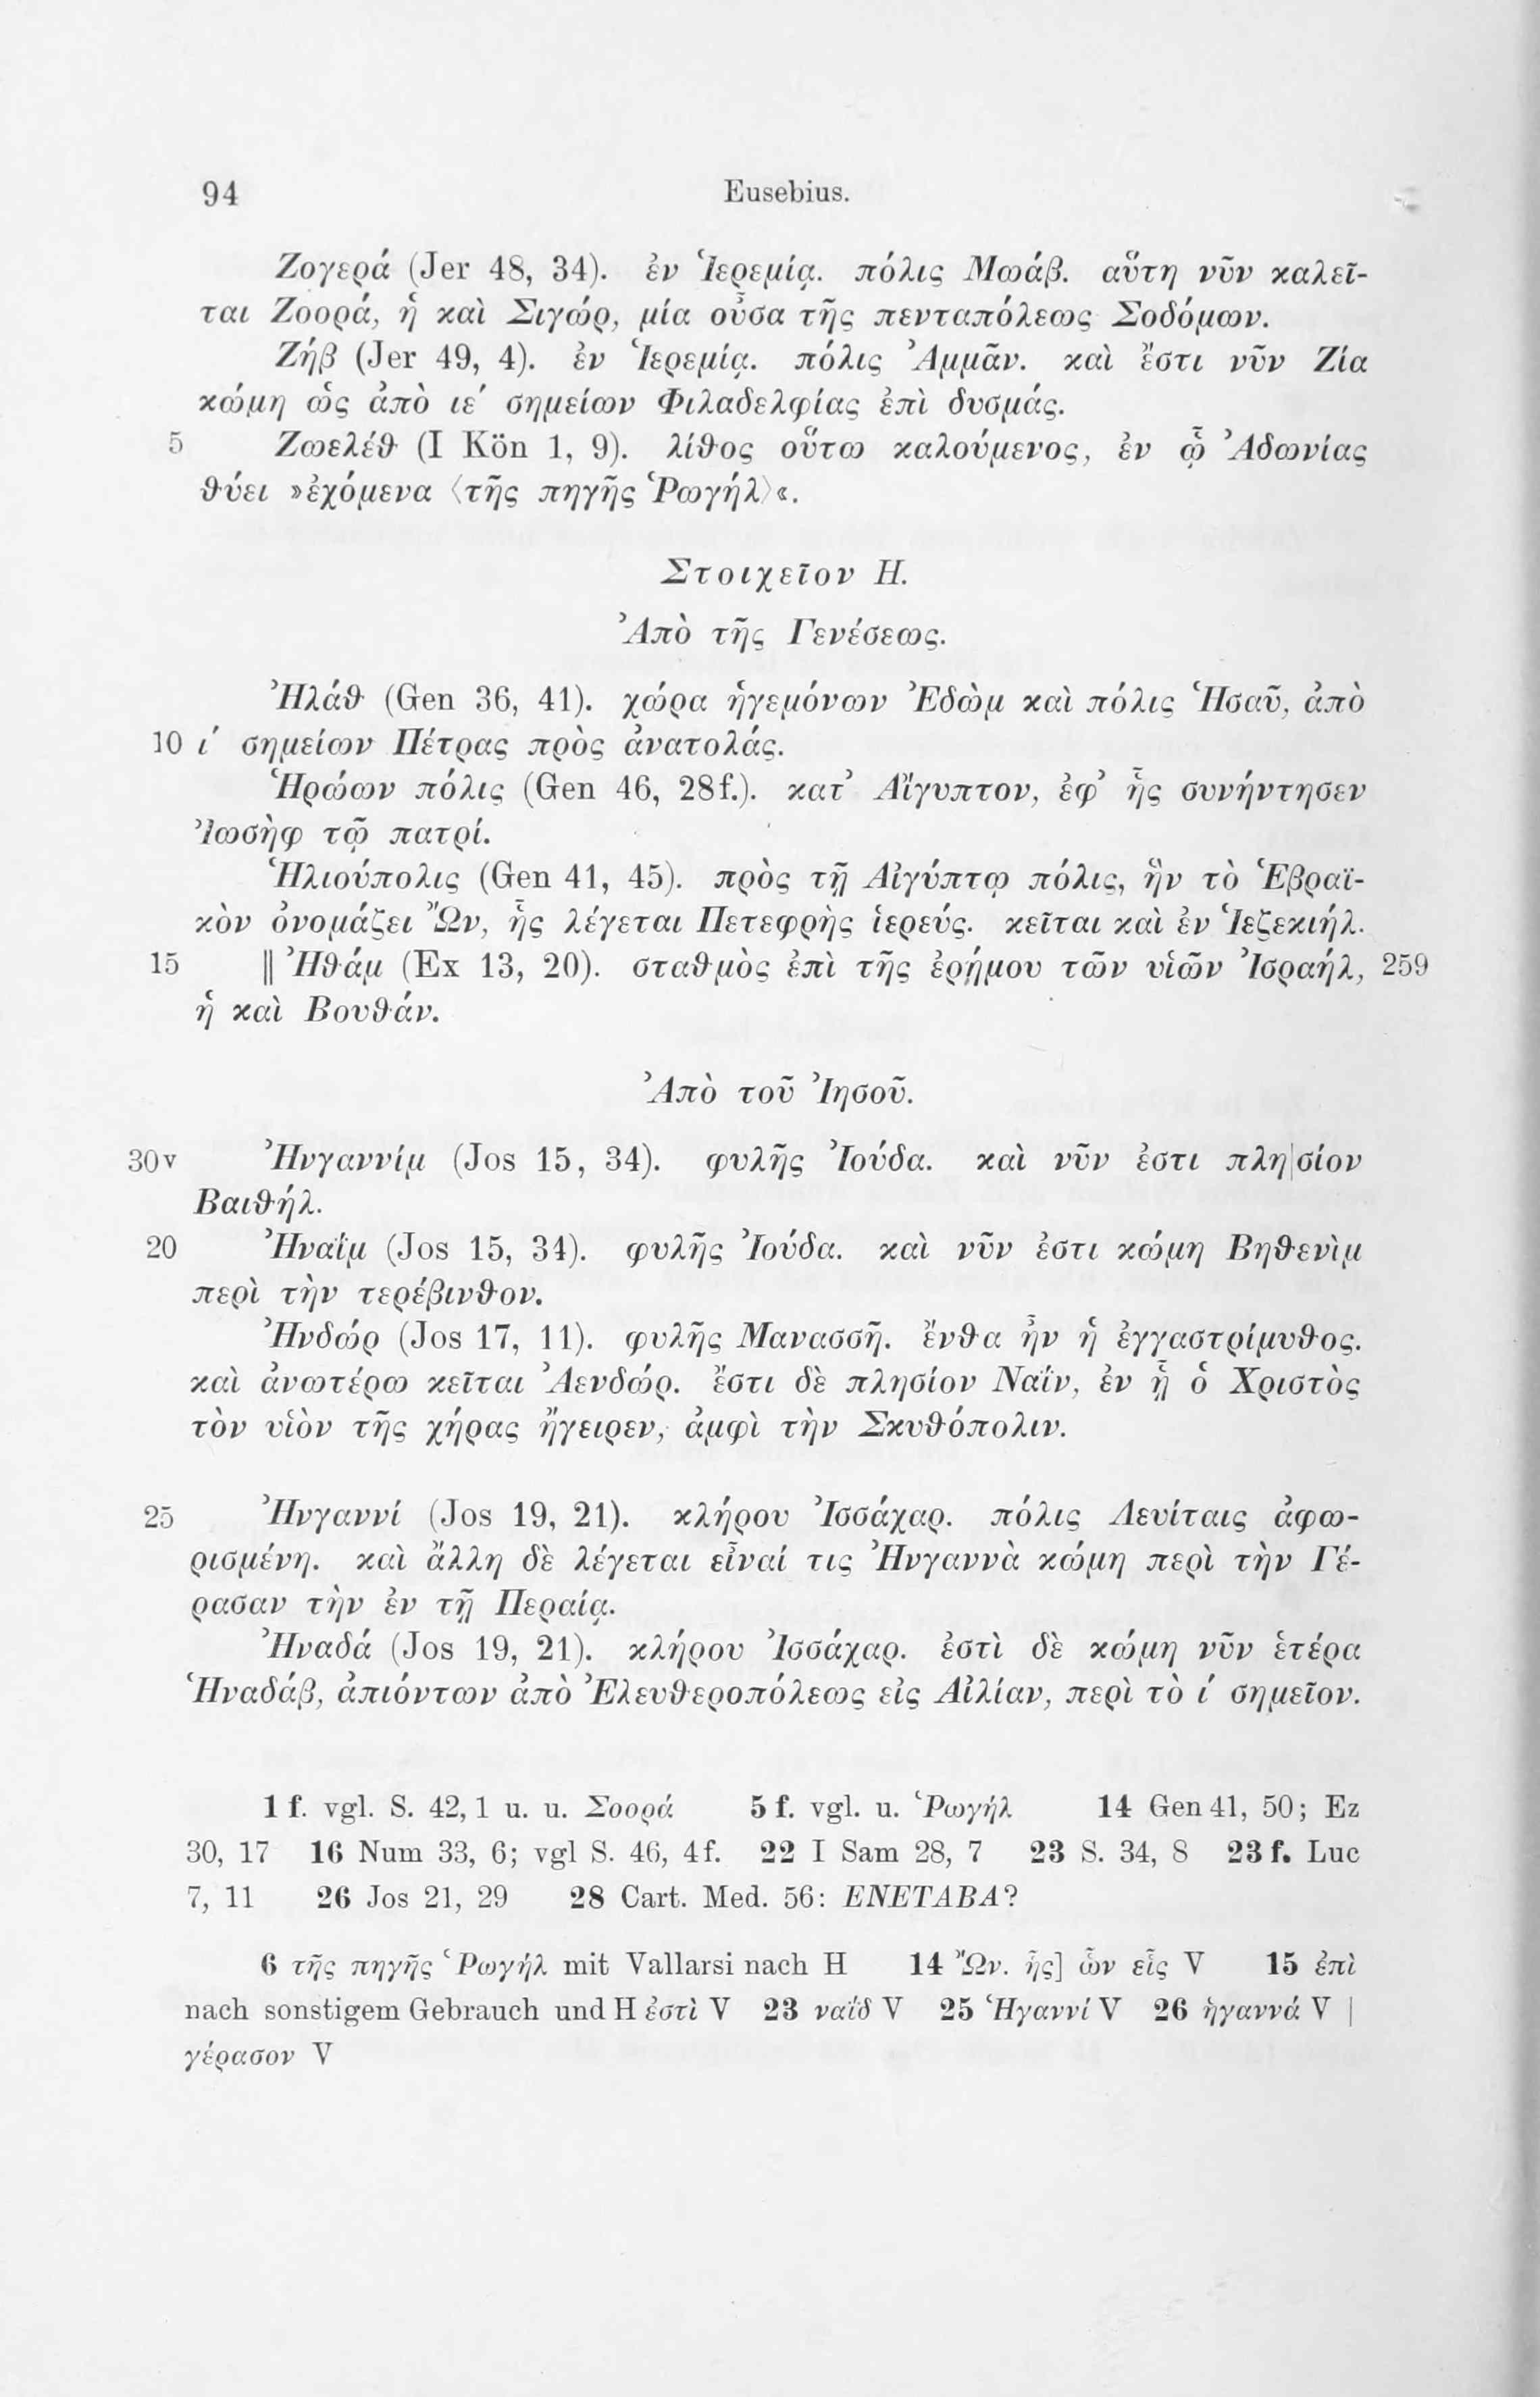 94 Eusebius.
Ζογερά (Jer 48, 34). ἐν Ἱερεμίᾳ. πόλις Μωάβ. αὕτη νῦν καλεῖ-
ται Ζοορά, ἡ καὶ Σιγώρ, μία οὖσα τῆς πενταπόλεως Σοδόμων.
Ζήβ (Jer 49, 4). ἐν Ἱερεμίᾳ. πόλις Ἀμμᾶν. καὶ ἔστι νῦν Ζία
κώμη ὡς ἀπὸ ιε′ σημείων Φιλαδελφίας ἐπὶ δυσμάς.
5 Ζωελέθ (I Kön 1, 9). λίθος οὕτω καλούμενος, ἐν ᾧ Ἀδωνίας
θύει »ἐχόμενα 〈τῆς πηγῆς Ῥωγήλ〉«.
Στοιχεῖον Η.
Ἀπὸ τῆς Γενέσεως.
Ἠλάθ (Gen 36, 41). χώρα ἡγεμόνων Ἐδὼμ καὶ πόλις Ἡσαῦ, ἀπὸ
10 ι′ σημείων Πέτρας πρὸς ἀνατολάς.
Ἡρώων πόλις (Gen 46, 28f.). κατ’ Αἴγυπτον, ἐφ’ ἧς συνήντησεν
Ἰωσὴφ τῷ πατρί.
Ἡλιούπολις (Gen 41, 45). πρὸς τῇ Αἰγύπτῳ πόλις, ἣν τὸ Ἑβραϊ-
κὸν ὀνομάζει Ὤν, ἧς λέγεται Πετεφρὴς ἱερεύς. κεῖται καὶ ἐν Ἱεζεκιήλ.
15 ‖ Ἠθάμ (Ex 13, 20). σταθμὸς ἐπὶ τῆς ἐρήμου τῶν υἱῶν Ἰσραήλ, 259
ἡ καὶ Βουθάν.
Ἀπὸ τοῦ Ἰησοῦ.
30v Ἠνγαννίμ (Jos 15, 34). φυλῆς Ἰούδα. καὶ νῦν ἐστι πλη|σίον
Βαιθήλ.
20 Ἠναΐμ (Jos 15, 34). φυλῆς Ἰούδα. καὶ νῦν ἐστι κώμη Βηθενὶμ
περὶ τὴν τερέβινθον.
Ἠνδώρ (Jos 17, 11). φυλῆς Μανασσῆ. ἔνθα ἦν ἡ ἐγγαστρίμυθος.
καὶ ἀνωτέρω κεῖται Ἀενδώρ. ἔστι δὲ πλησίον Ναΐν, ἐν ᾗ ὁ Χριστὸς
τὸν υἱὸν τῆς χήρας ἤγειρεν, ἀμφὶ τὴν Σκυθόπολιν.
25 Ἠνγαννί (Jos 19, 21). κλήρου Ἰσσάχαρ. πόλις Λευίταις ἀφω-
ρισμένη. καὶ ἄλλη δὲ λέγεται εἶναί τις Ἠνγαννὰ κώμη περὶ τὴν Γέ-
ρασαν τὴν ἐν τῇ Περαίᾳ.
Ἠναδά (Jos 19, 21). κλήρου Ἰσσάχαρ. ἐστὶ δὲ κώμη νῦν ἑτέρα
Ἡναδάβ, ἀπιόντων ἀπὸ Ἐλευθεροπόλεως εἰς Αἰλίαν, περὶ τὸ ί σημεῖον.
1 f. vgl. S. 42, 1 u. u. Σοορά 5 f. vgl. u. Ῥωγήλ 14 Gen 41, 50; Ez
30, 17 16 Num 33, 6; vgl S. 46, 4f. 22 I Sam 28, 7 23 S. 34, 8 23 f. Luc
7, 11 26 Jos 21, 29 28 Cart. Med. 56: ΕΝΕΤΑΒΑ?
6 τῆς πηγῆς Ῥωγήλ mit Vallarsi nach H 14 Ὤν. ἧς] ὧν εἷς V 15 ἐπὶ
nach sonstigem Gebrauch und H ἐστὶ V 23 ναῒδ V 25 Ἡγαννί V 26 ἡγαννά V |
γέρασον V